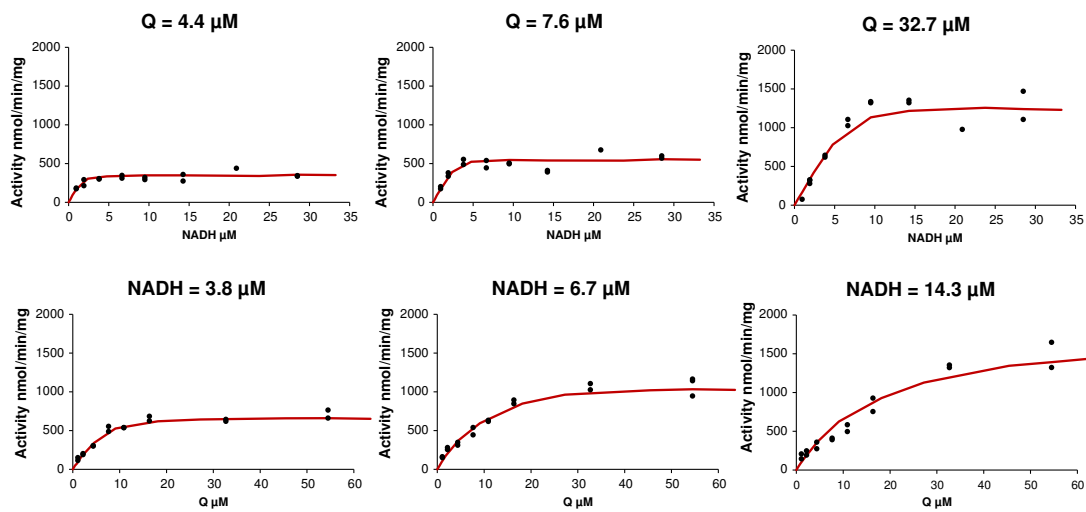 Q = 4.4 µM
Q = 7.6 µM
Q = 32.7 µM
Activity nmol/min/mg
2000
1500
1000
500
0
0 5 10 15 20 25 30 35
NADH µM
Activity nmol/min/mg
2000
1500
1000
500
0
0 5 10 15 20 25 30 35
NADH µM
Activity nmol/min/mg
2000
1500
1000
500
0
0 5 10 15 20 25 30 35
NADH µM
NADH = 3.8 µM
NADH = 6.7 µM
NADH = 14.3 µM
Activity nmol/min/mg
2000
1500
1000
500
0
0 10 20 30 40 50 60
Q µM
Activity nmol/min/mg
2000
1500
1000
500
0
0 10 20 30 40 50 60
Q µM
Activity nmol/min/mg
2000
1500
1000
500
0
0 10 20 30 40 50 60
Q µM